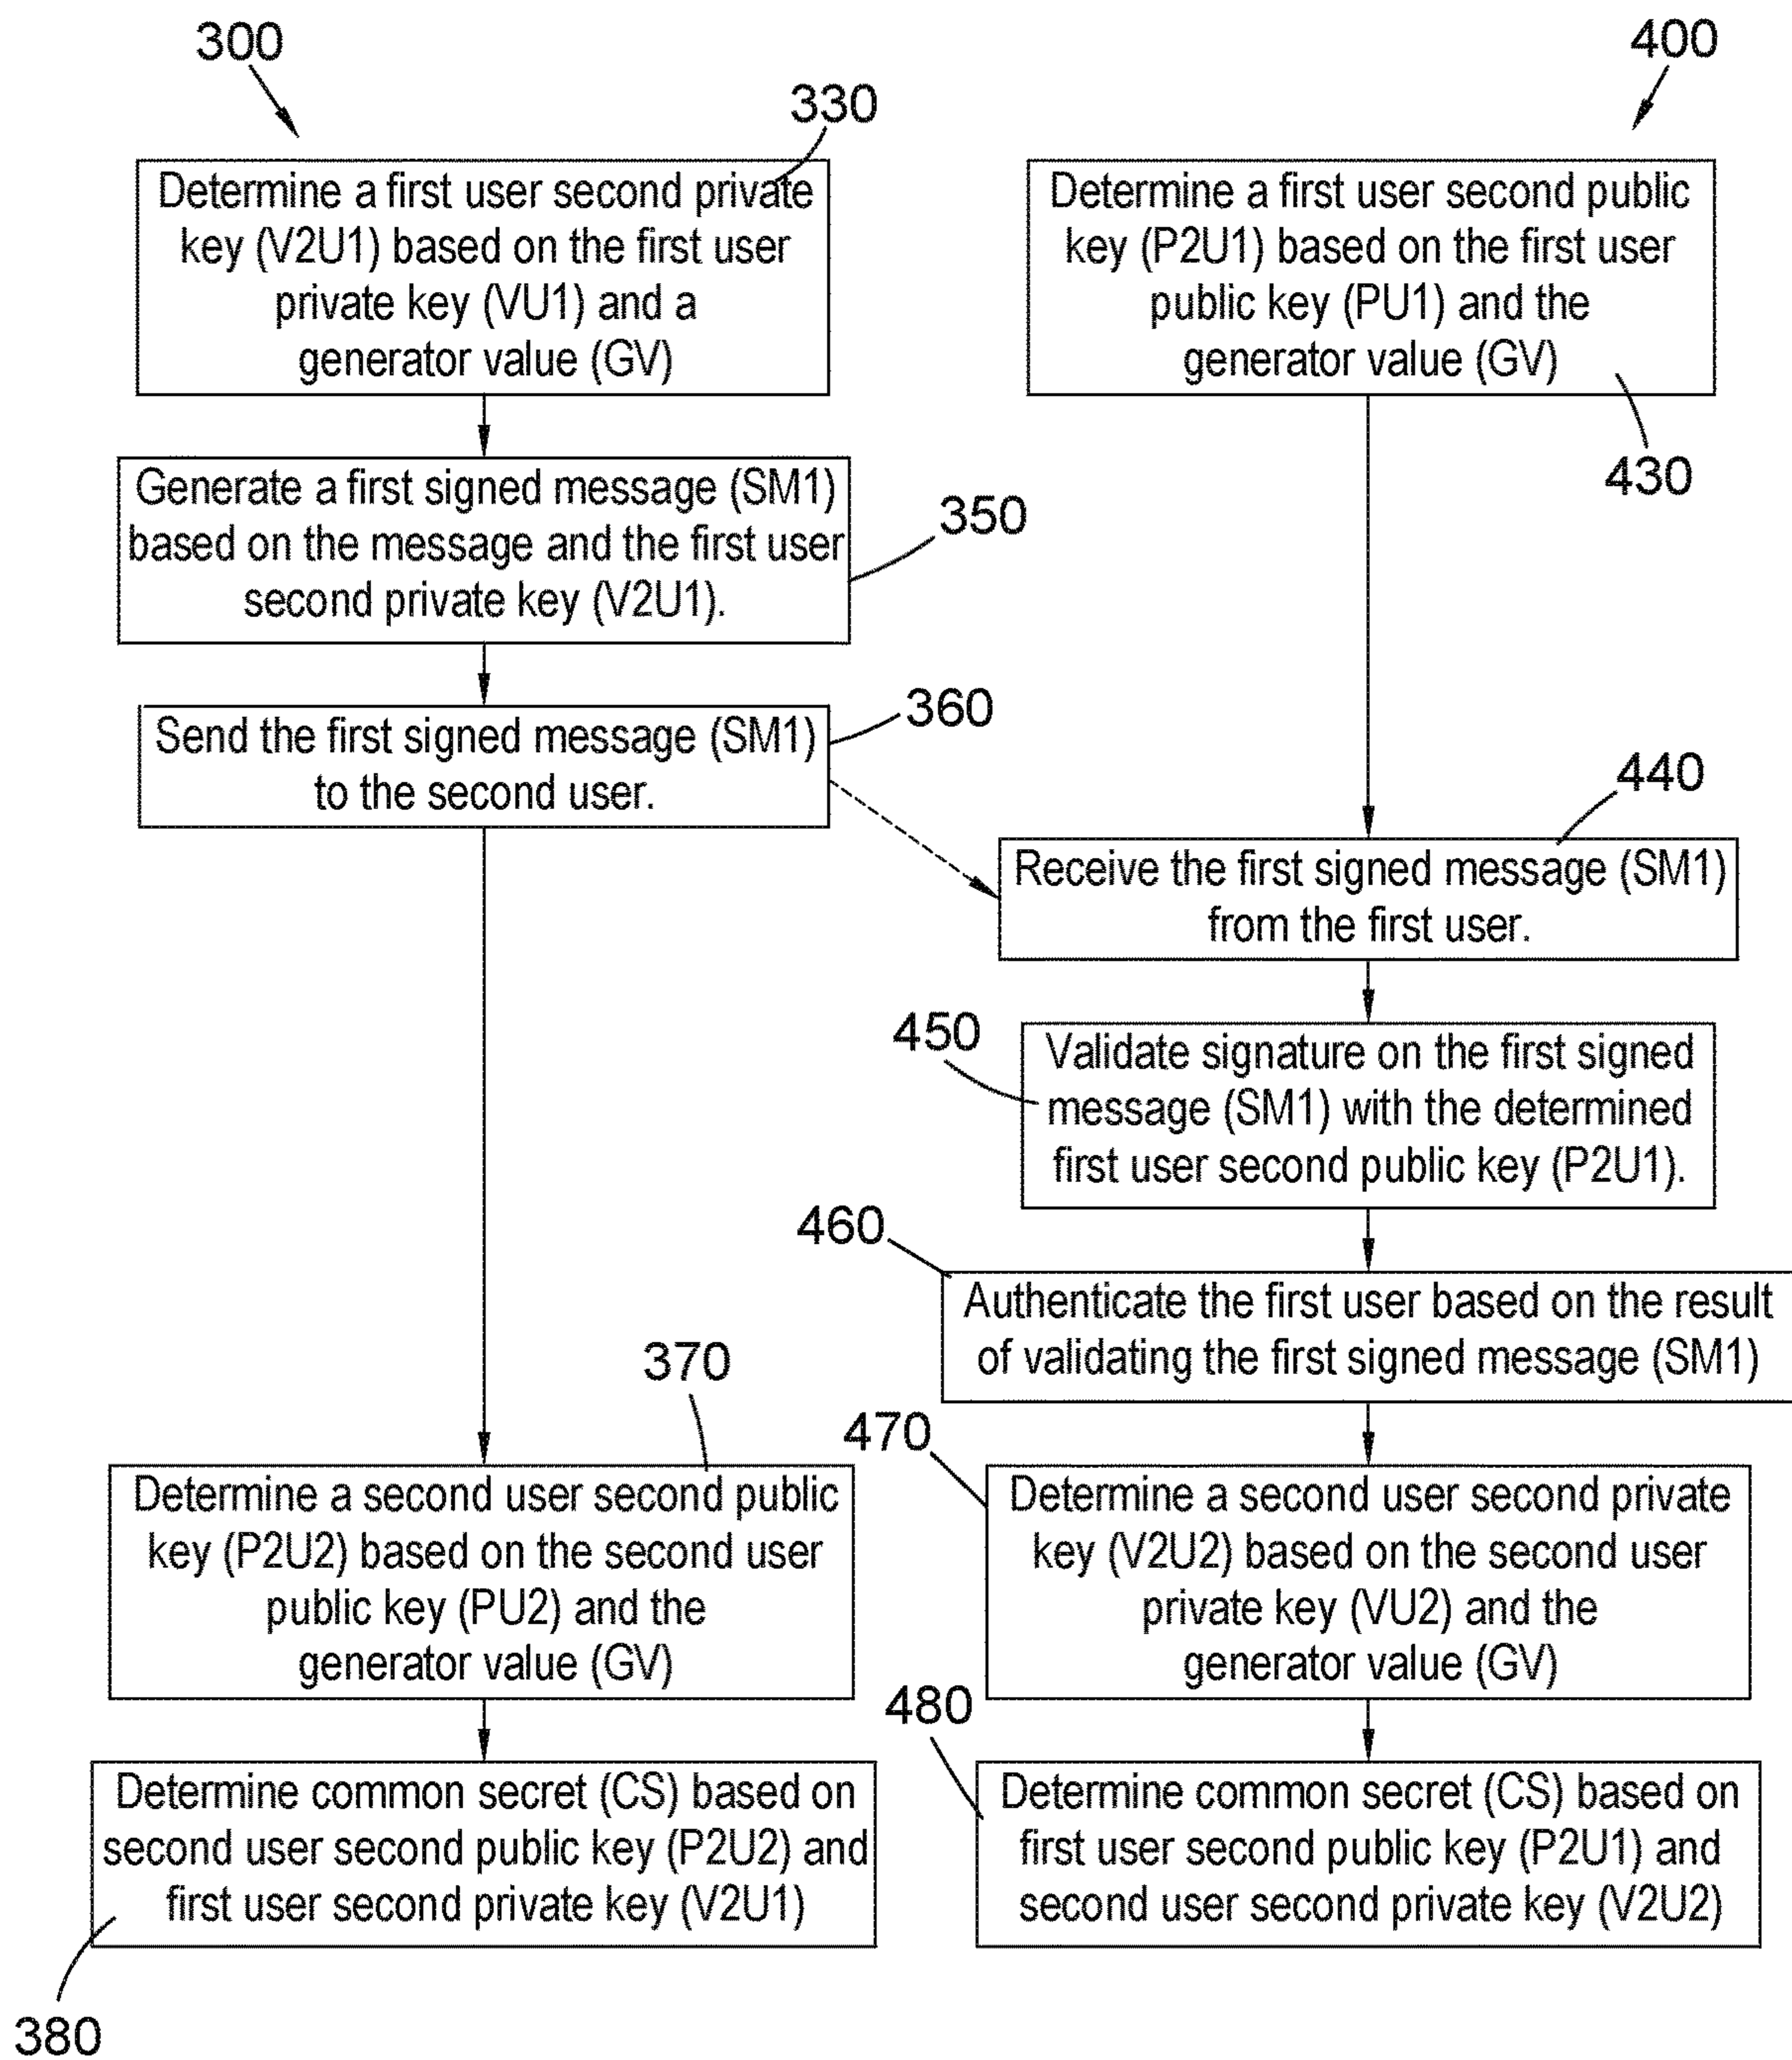 300
400
330
Determine a first user second private
key (V2U1) based on the first user
private key (VU1) and a
generator value (GV)
Determine a first user second public
key (P2U1) based on the first user
public key (PU1) and the
generator value (GV)
430
Generate a first signed message (SM1)
based on the message and the first user
second private key (V2U1).
350
Send the first signed message (SM1)
to the second user.
360
440
Receive the first signed message (SM1)
from the first user.
450
Validate signature on the first signed
message (SM1) with the determined
first user second public key (P2U1).
460
Authenticate the first user based on the result
of validating the first signed message (SM1)
370
Determine a second user second public
key (P2U2) based on the second user
public key (PU2) and the
generator value (GV)
470
Determine a second user second private
key (V2U2) based on the second user
private key (VU2) and the
generator value (GV)
Determine common secret (CS) based on
second user second public key (P2U2) and
first user second private key (V2U1)
380
480
Determine common secret (CS) based on
first user second public key (P2U1) and
second user second private key (V2U2)